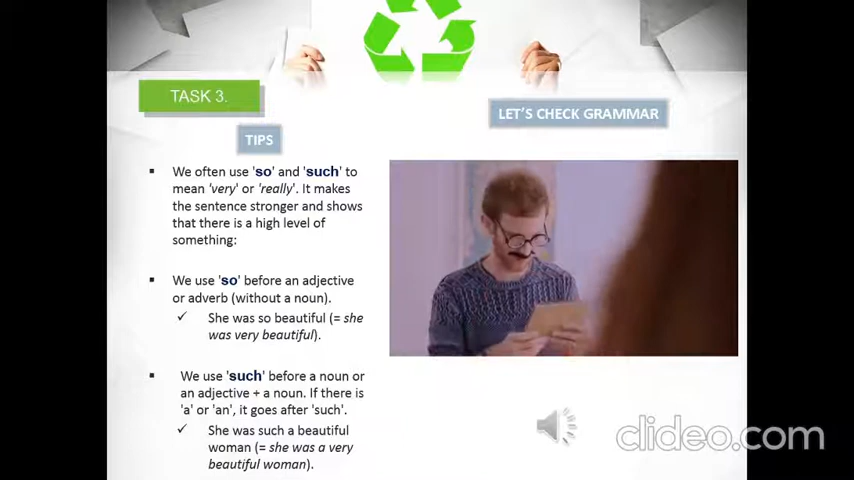 TASK 3.
LET'S CHECK GRAMMAR
TIPS
▪ We often use 'so' and 'such' to
mean 'very' or 'really'. It makes
the sentence stronger and shows
that there is a high level of
something:
▪ We use 'so' before an adjective
or adverb (without a noun).
✓ She was so beautiful (= she
was very beautiful).
▪ We use 'such' before a noun or
an adjective + a noun. If there is
'a' or 'an', it goes after 'such'.
✓ She was such a beautiful
woman (= she was a very
beautiful woman).
clideo.com